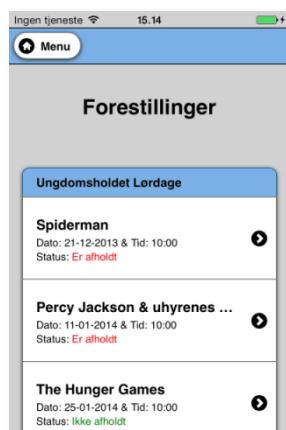 Ingen tjeneste 15.14
Menu
Forestillinger
Ungdomsholdet Lørdage
Spiderman
Dato: 21-12-2013 & Tid: 10:00
Status: Er afholdt
Percy Jackson & uhyrenes ...
Dato: 11-01-2014 & Tid: 10:00
Status: Er afholdt
The Hunger Games
Dato: 25-01-2014 & Tid: 10:00
Status: Ikke afholdt